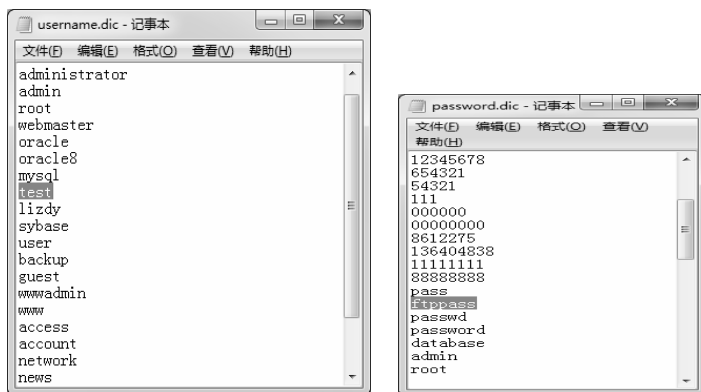 username.dic - 记事本
文件(F) 编辑(E) 格式(O) 查看(V) 帮助(H)
administrator
admin
root
webmaster
oracle
oracle8
mysql
test
lizdy
sybase
user
backup
guest
wwwadmin
www
access
account
network
news
password.dic - 记事本
文件(F) 编辑(E) 格式(O) 查看(V)
帮助(H)
12345678
654321
54321
111
000000
00000000
8612275
136404838
11111111
88888888
pass
ftppass
passwd
password
database
admin
root